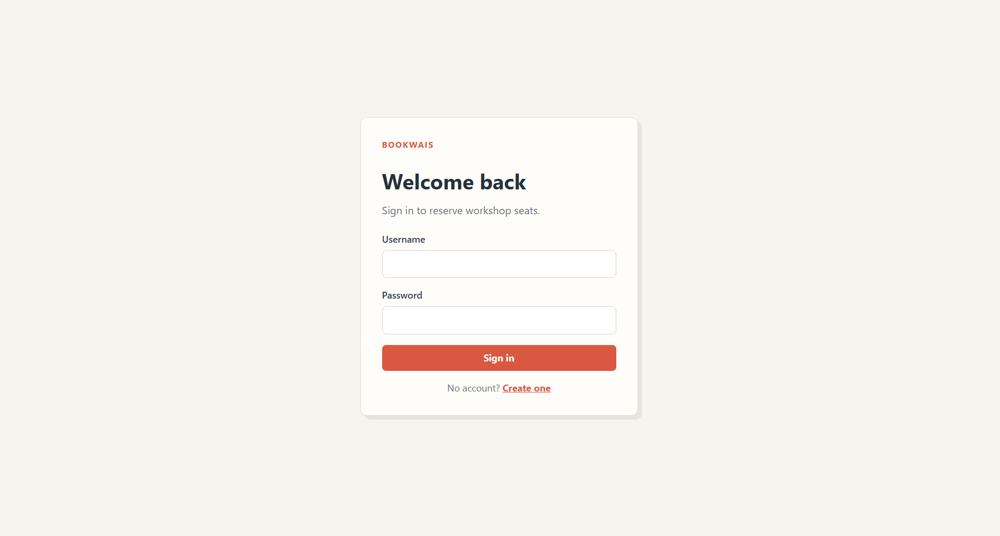 BOOKWAIS
Welcome back
Sign in to reserve workshop seats.
Username
Password
Sign in
No account? Create one